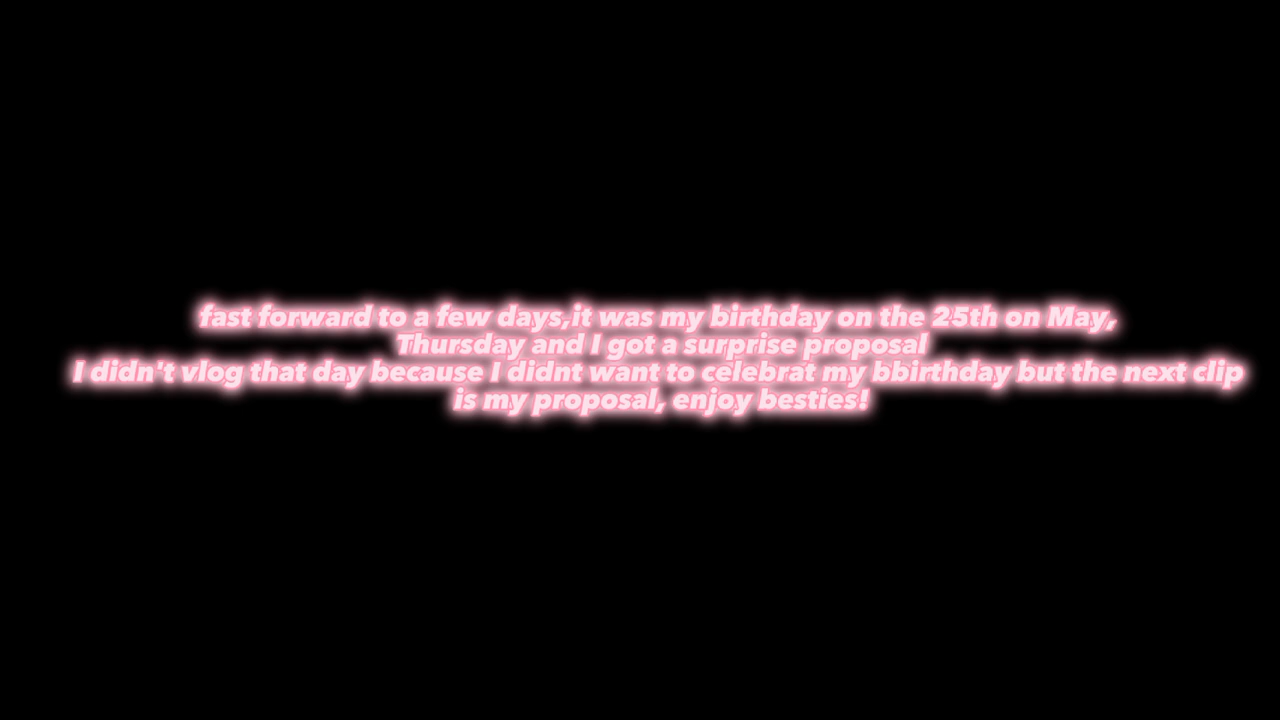 fast forward to a few days,it was my birthday on the 25th on May,
Thursday and I got a surprise proposal
I didn't vlog that day because I didnt want to celebrat my bbirthday but the next clip
is my proposal, enjoy besties!